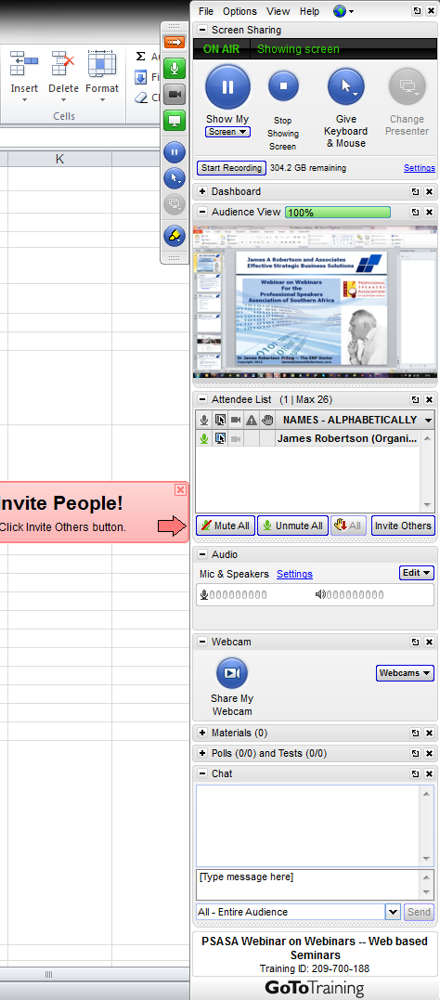 File Options View Help
Screen Sharing
ON AIR Showing screen
Show My
Screen
Stop
Showing
Screen
Give
Keyboard
& Mouse
Change
Presenter
Start Recording 304.2 GB remaining Settings
Dashboard
Audience View 100%
James A Robertson and Associates
Effective Strategic Business Solutions
Webinar on Webinars
For the
Professional Speakers
Association of Southern Africa
PROFESSIONAL
SPEAKERS
ASSOCIATION
Dr James Robertson PrEng -- The ERP Doctor
Attendee List (1 | Max 26)
NAMES - ALPHABETICALLY
James Robertson (Organi...
Mute All Unmute All All Invite Others
Audio
Mic & Speakers Settings Edit
Webcam
Share My
Webcam
Webcams
Materials (0)
Polls (0/0) and Tests (0/0)
Chat
[Type message here]
All - Entire Audience Send
PSASA Webinar on Webinars -- Web based
Seminars
Training ID: 209-700-188
GoToTraining
Insert Delete Format
Cells
Σ A
Fi
Cl
K
Invite People!
Click Invite Others button.